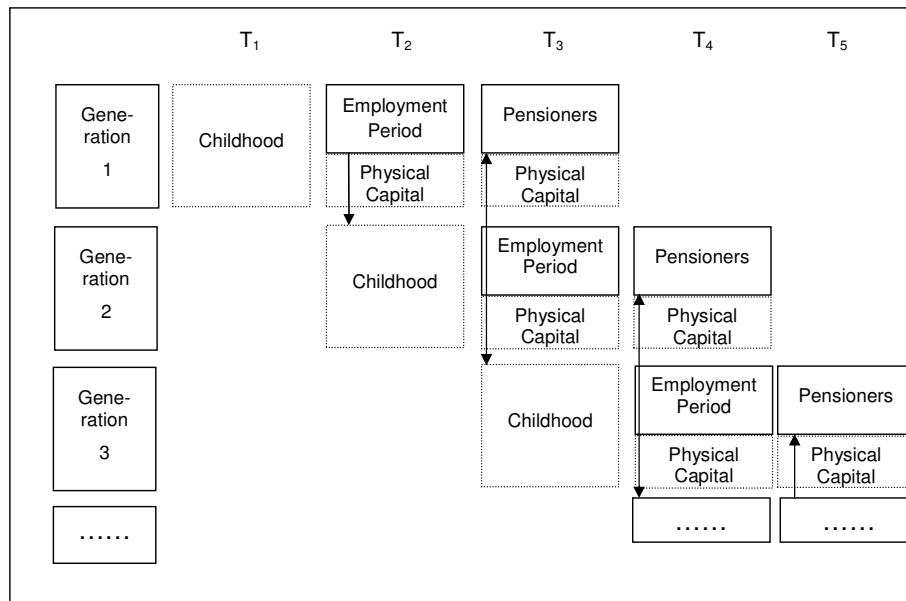 T1 T2 T3 T4 T5
Gene-
ration
1
Childhood
Employment
Period
Physical
Capital
Pensioners
Physical
Capital
Gene-
ration
2
Childhood
Employment
Period
Physical
Capital
Pensioners
Physical
Capital
Gene-
ration
3
Childhood
Employment
Period
Physical
Capital
Pensioners
Physical
Capital
......
......
......